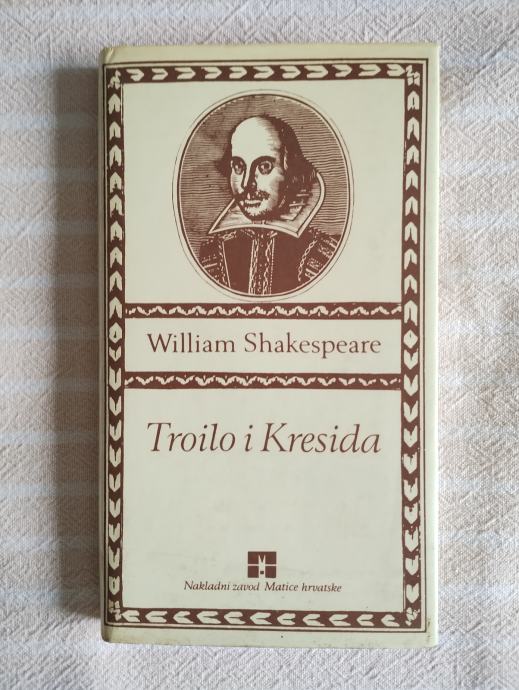 William Shakespeare
Troilo i Kresida
Nakladni zavod Matice hrvatske